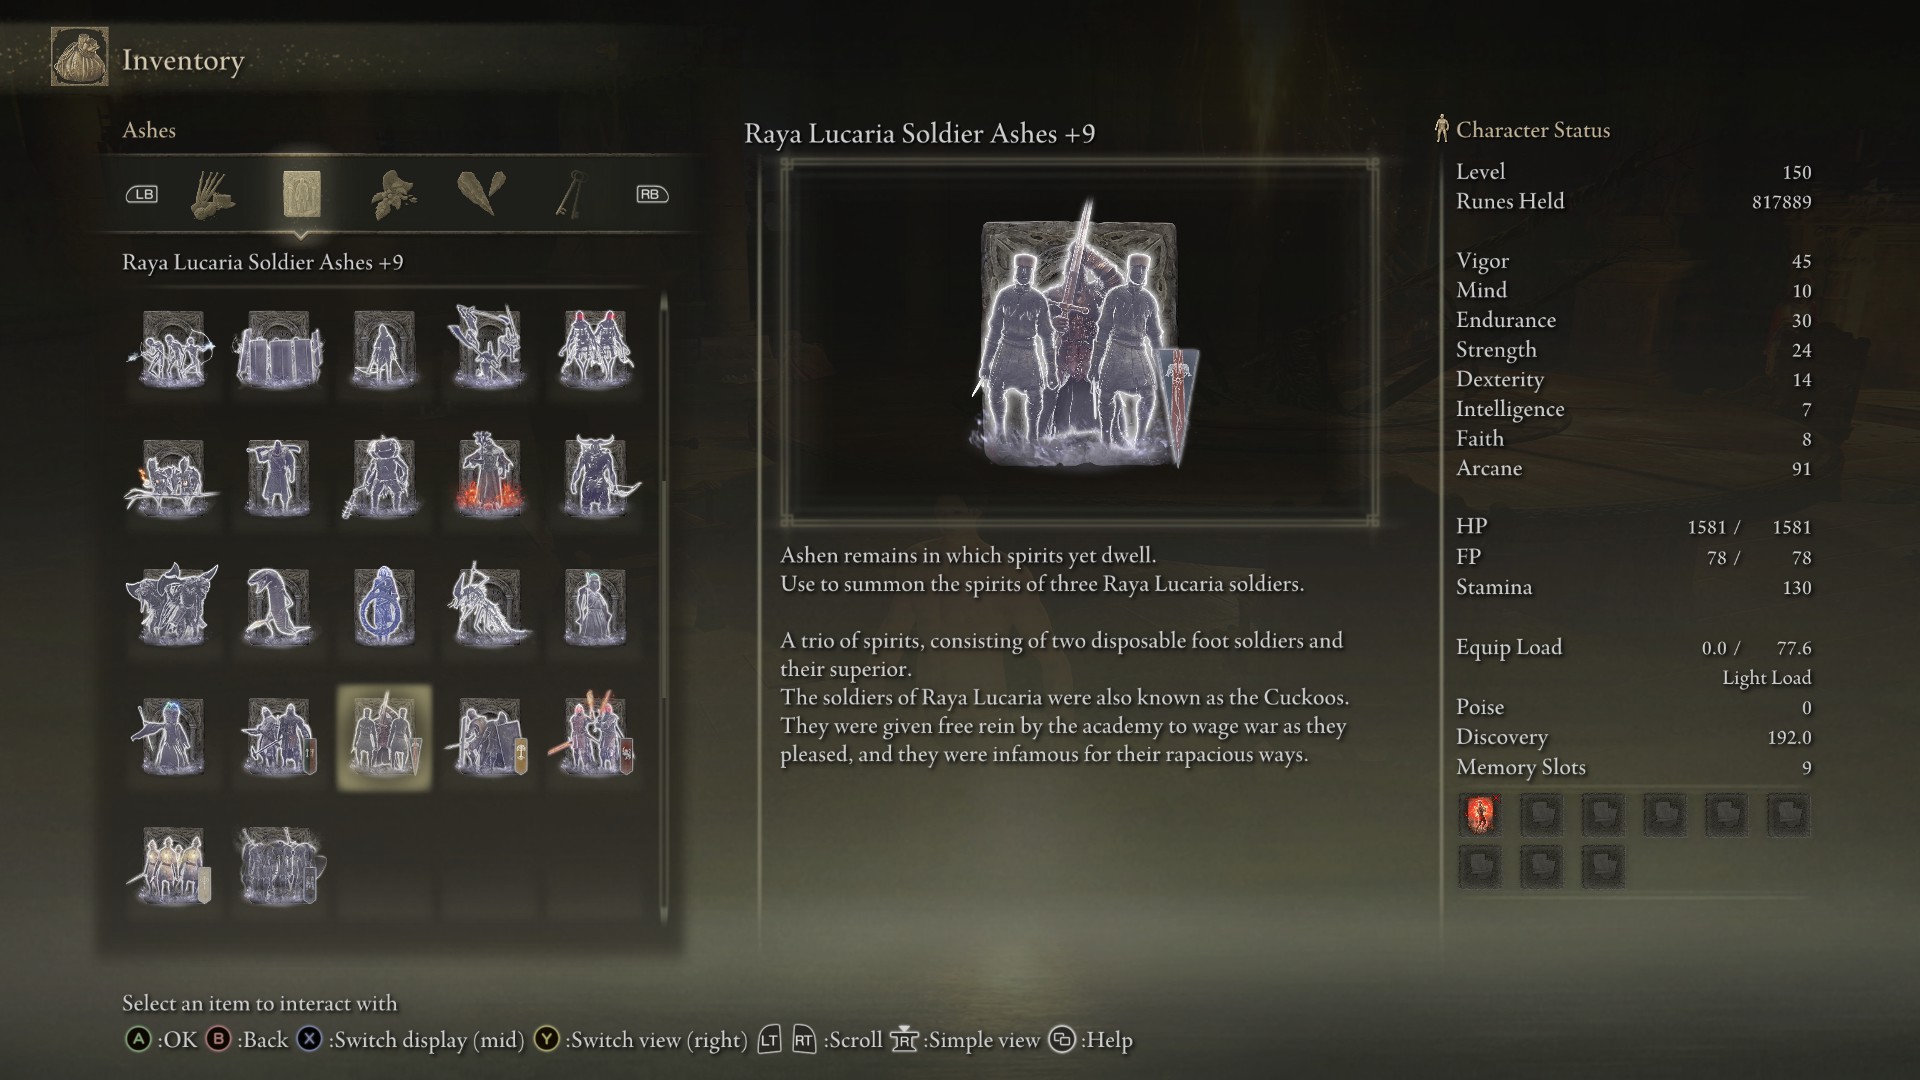 Inventory
Ashes
LB
RB
Raya Lucaria Soldier Ashes +9
Raya Lucaria Soldier Ashes +9
Ashen remains in which spirits yet dwell.
Use to summon the spirits of three Raya Lucaria soldiers.
A trio of spirits, consisting of two disposable foot soldiers and
their superior.
The soldiers of Raya Lucaria were also known as the Cuckoos.
They were given free rein by the academy to wage war as they
pleased, and they were infamous for their rapacious ways.
Character Status
Level 150
Runes Held 817889
Vigor 45
Mind 10
Endurance 30
Strength 24
Dexterity 14
Intelligence 7
Faith 8
Arcane 91
HP 1581 / 1581
FP 78 / 78
Stamina 130
Equip Load 0.0 / 77.6
Light Load
Poise 0
Discovery 192.0
Memory Slots 9
Select an item to interact with
A :OK B :Back X :Switch display (mid) Y :Switch view (right) LT RT :Scroll R :Simple view :Help